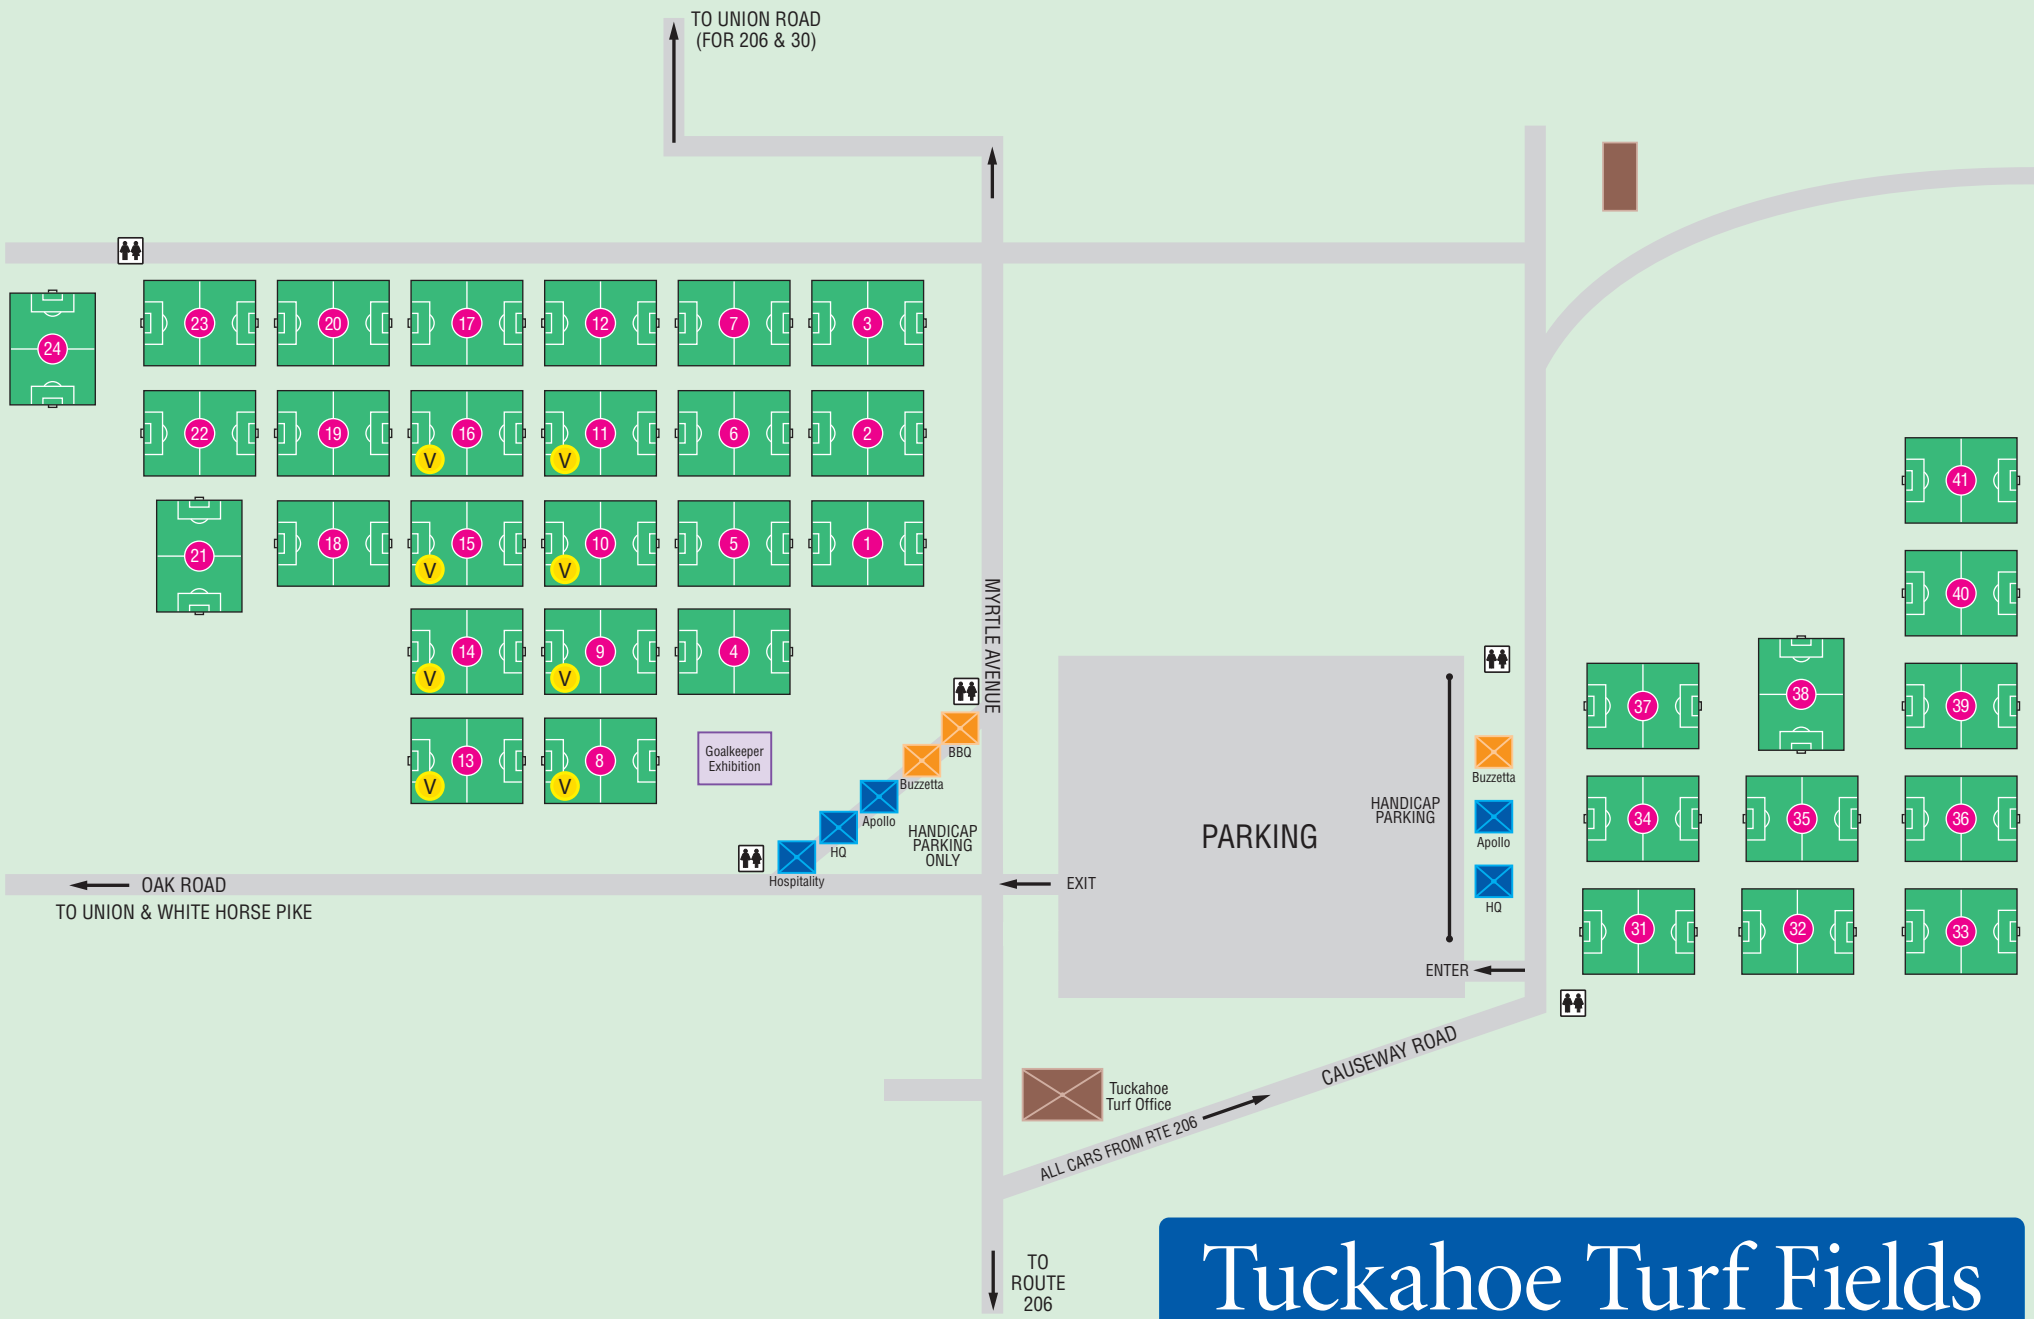 TO UNION ROAD
(FOR 206 & 30)
23
20
17
12
7
3
24
22
19
16
11
6
2
V
V
41
21
18
15
10
5
1
V
V
40
MYRTLE AVENUE
14
9
4
V
V
37
38
39
13
8
V
V
Goalkeeper
Exhibition
BBQ
Buzzetta
Apollo
HQ
Hospitality
HANDICAP
PARKING
ONLY
PARKING
HANDICAP
PARKING
Buzzetta
Apollo
HQ
34
35
36
31
32
33
OAK ROAD
TO UNION & WHITE HORSE PIKE
EXIT
ENTER
CAUSEWAY ROAD
Tuckahoe
Turf Office
ALL CARS FROM RTE 206
TO
ROUTE
206
Tuckahoe Turf Fields